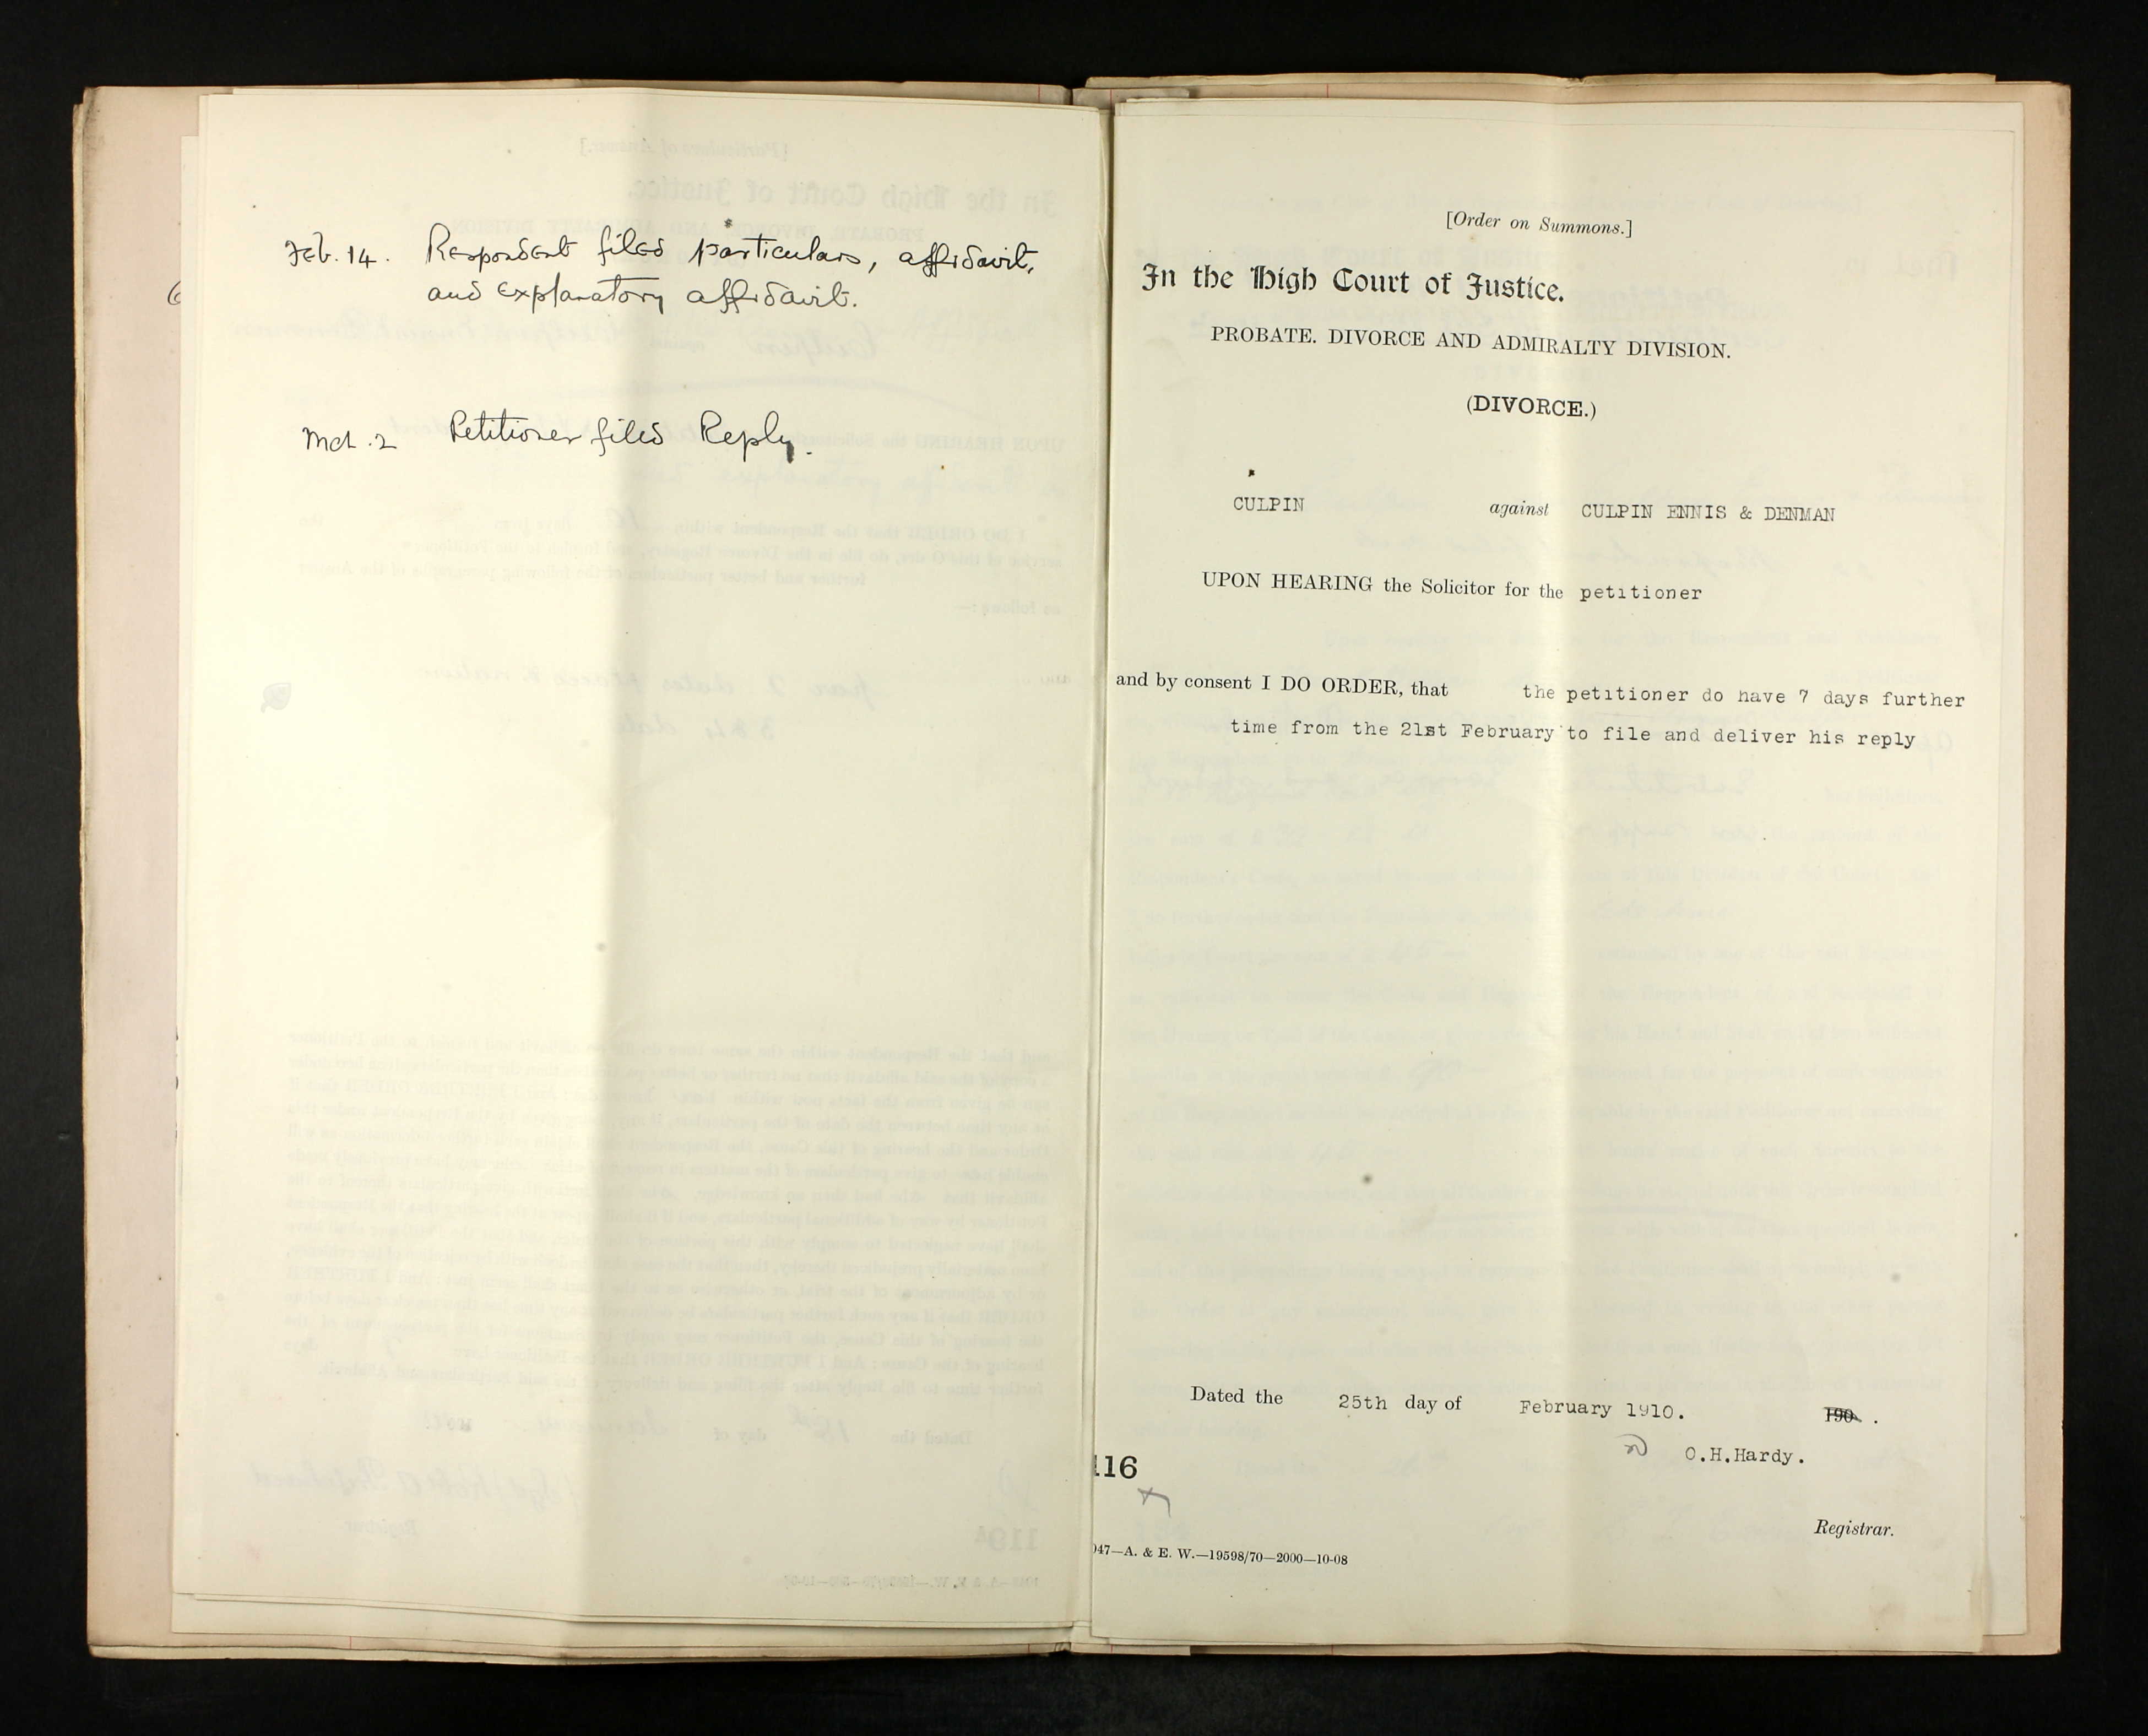 Feb. 14. Respondent files particulars, affidavit,
and explanatory affidavit.
Mch. 2 Petitioner files Reply.
[Order on Summons.]
In the High Court of Justice.
PROBATE. DIVORCE AND ADMIRALTY DIVISION.
(DIVORCE.)
CULPIN against CULPIN ENNIS & DENMAN
UPON HEARING the Solicitor for the petitioner
and by consent I DO ORDER, that the petitioner do have 7 days further
time from the 21st February to file and deliver his reply
Dated the 25th day of February 1910. 190 .
O.H.Hardy.
116
Registrar.
947—A. & E. W.—19598/70—2000—10-08